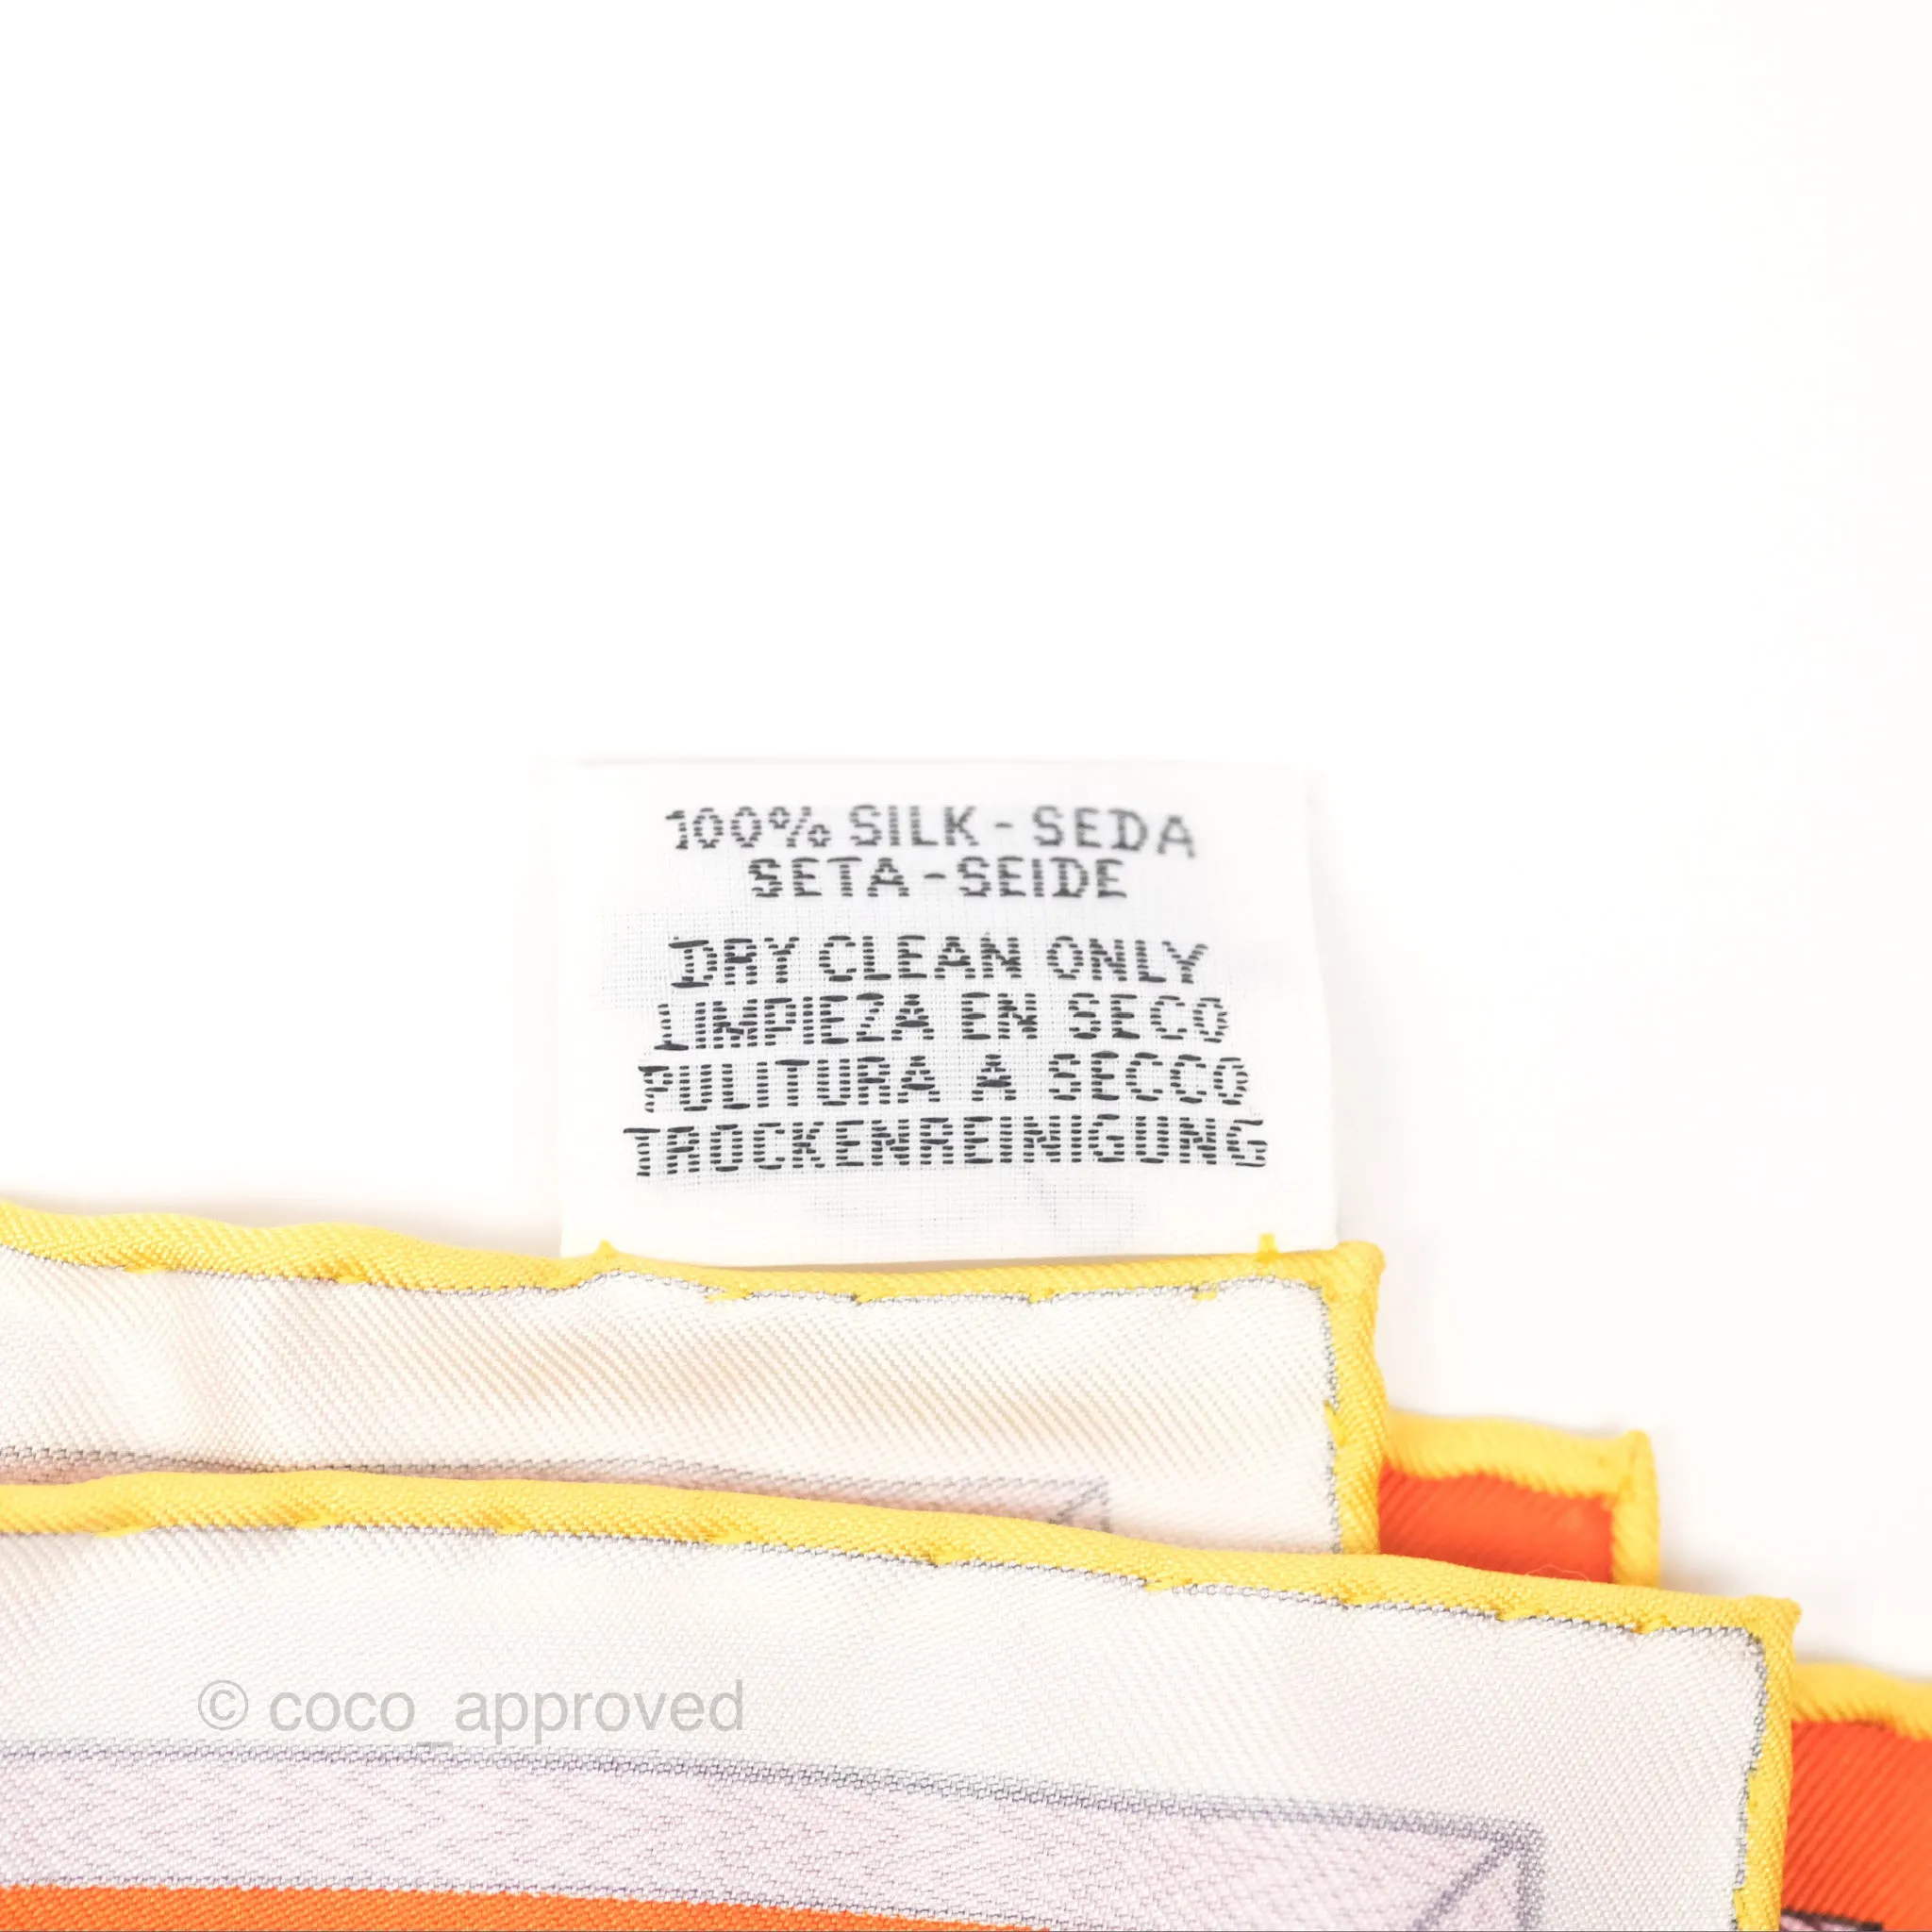 100% SILK - SEDA
SETA - SEIDE
DRY CLEAN ONLY
LIMPIEZA EN SECO
PULITURA A SECCO
TROCKENREINIGUNG
© coco_approved